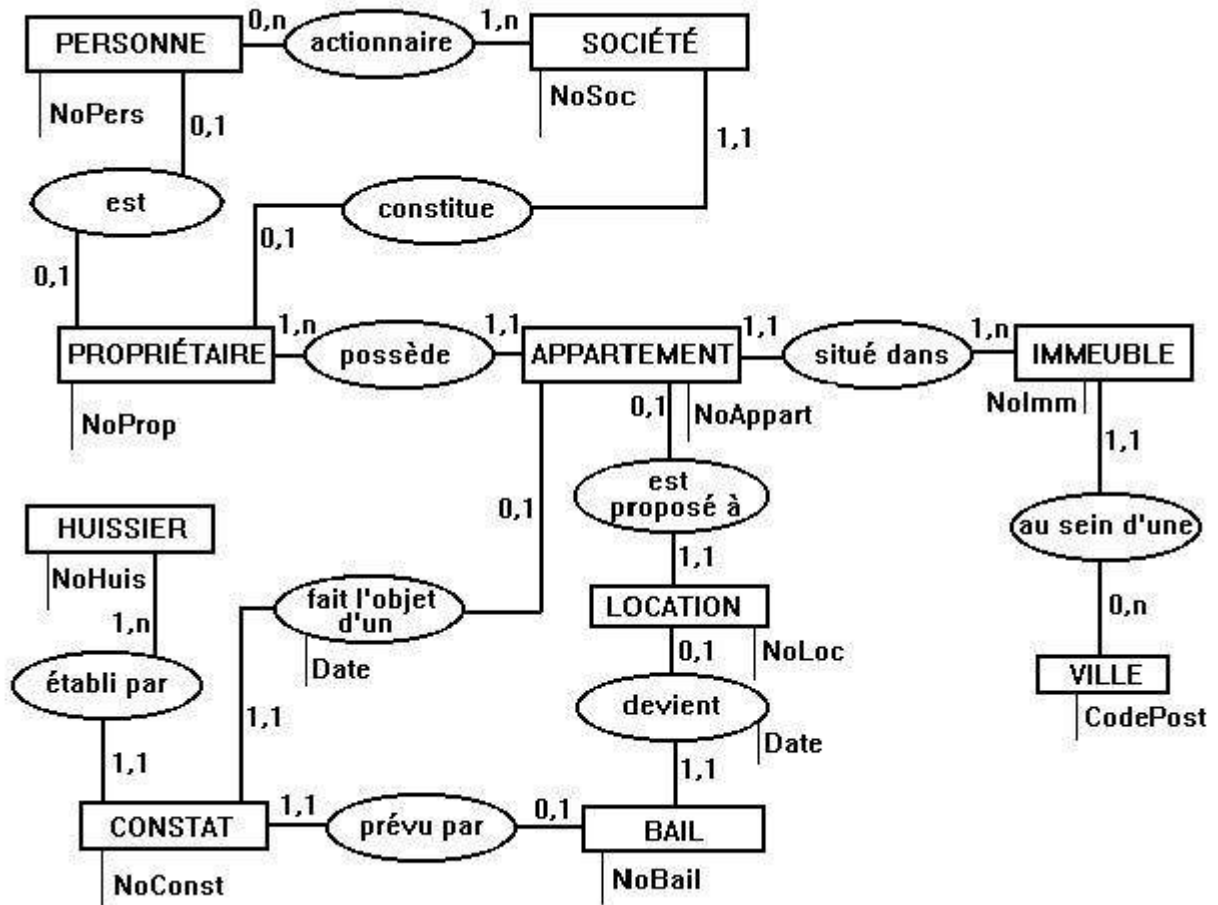 PERSONNE
0,n
actionnaire
1,n
SOCIÉTÉ
NoPers
0,1
NoSoc
1,1
est
constitue
0,1
0,1
PROPRIÉTAIRE
1,n
possède
1,1
APPARTEMENT
1,1
situé dans
1,n
IMMEUBLE
NoProp
0,1
NoAppart
NoImm
1,1
HUISSIER
0,1
est
proposé à
au sein d'une
NoHuis
1,n
fait l'objet
d'un
Date
1,1
LOCATION
0,n
établi par
0,1
NoLoc
VILLE
CodePost
1,1
devient
Date
1,1
1,1
CONSTAT
1,1
prévu par
0,1
BAIL
NoConst
NoBail